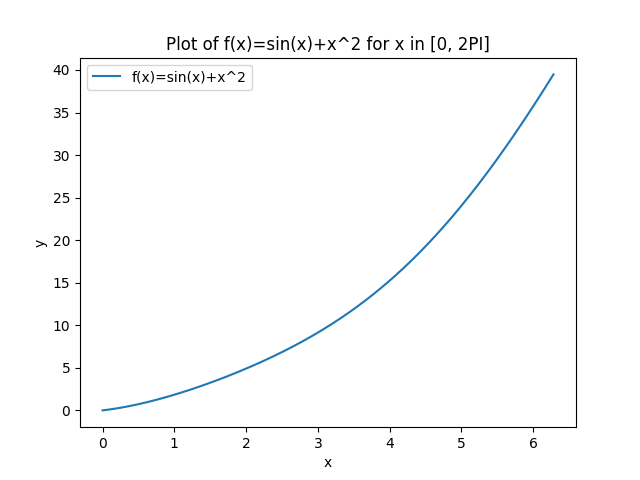 Plot of f(x)=sin(x)+x^2 for x in [0, 2PI]
f(x)=sin(x)+x^2
40
35
30
25
20
15
10
5
0
y
0 1 2 3 4 5 6
x